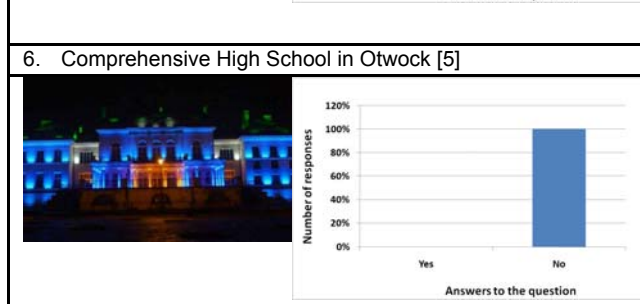 6. Comprehensive High School in Otwock [5]
120%
100%
80%
60%
40%
20%
0%
Number of responses
Yes
No
Answers to the question